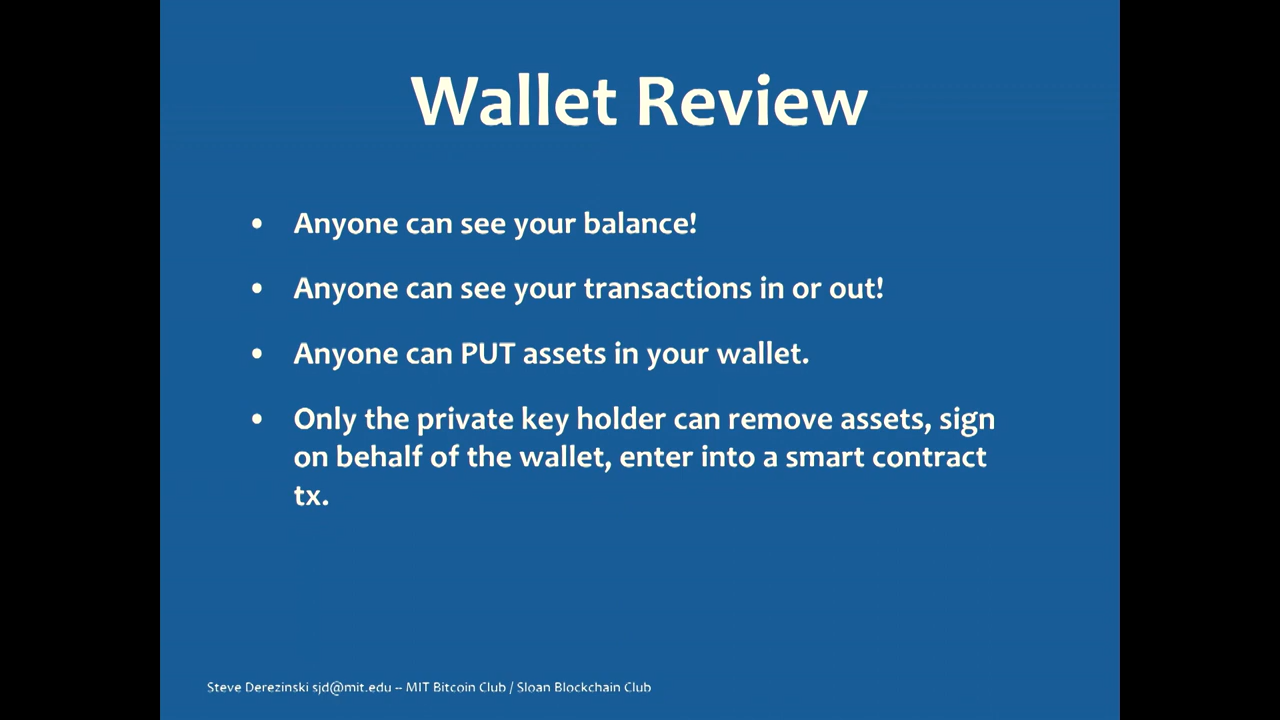 Wallet Review
• Anyone can see your balance!
• Anyone can see your transactions in or out!
• Anyone can PUT assets in your wallet.
• Only the private key holder can remove assets, sign
on behalf of the wallet, enter into a smart contract
tx.
Steve Derezinski sjd@mit.edu -- MIT Bitcoin Club / Sloan Blockchain Club